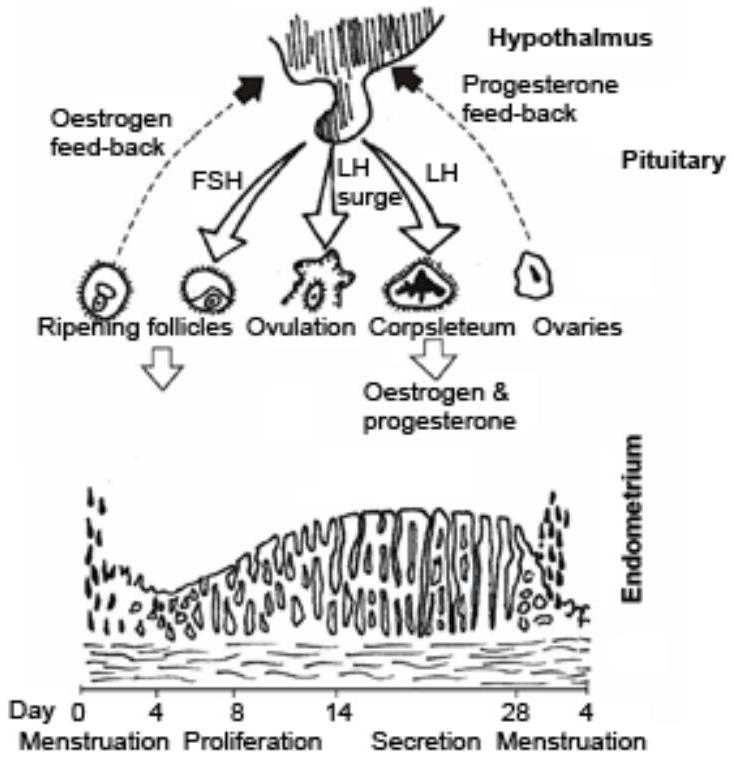 Hypothalmus
Oestrogen
feed-back
Progesterone
feed-back
Pituitary
FSH
LH
surge
LH
Ripening follicles Ovulation Corpsleteum Ovaries
Oestrogen &
progesterone
Endometrium
Day 0 4 8 14 28 4
Menstruation Proliferation Secretion Menstruation